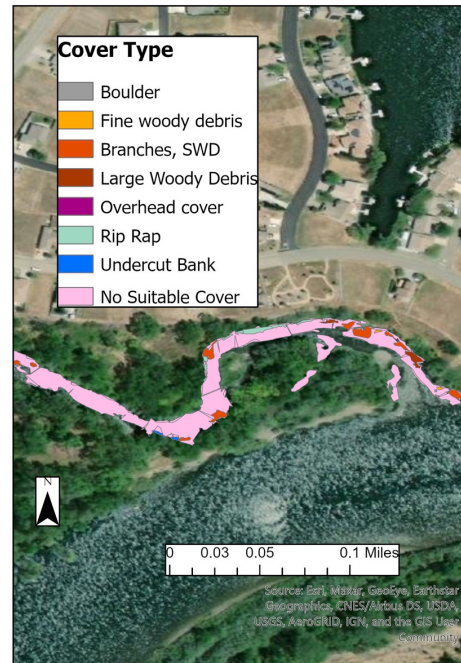 Cover Type
Boulder
Fine woody debris
Branches, SWD
Large Woody Debris
Overhead cover
Rip Rap
Undercut Bank
No Suitable Cover
N
0 0.03 0.05 0.1 Miles
Source: Esri, Maxar, GeoEye, Earthstar
Geographics, CNES/Airbus DS, USDA,
USGS, AeroGRID, IGN, and the GIS User
Community